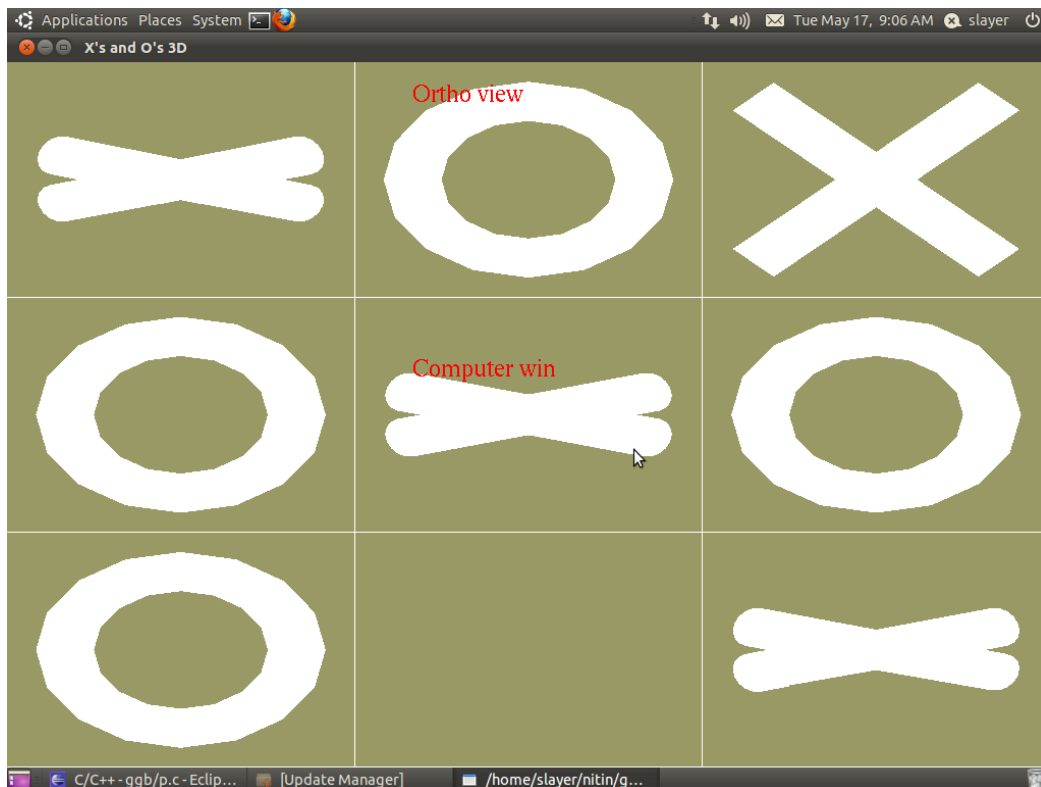 Applications Places System
Tue May 17, 9:06 AM slayer
X's and O's 3D
Ortho view
Computer win
C/C++ - ggb/p.c - Eclip... [Update Manager] /home/slayer/nitin/g...